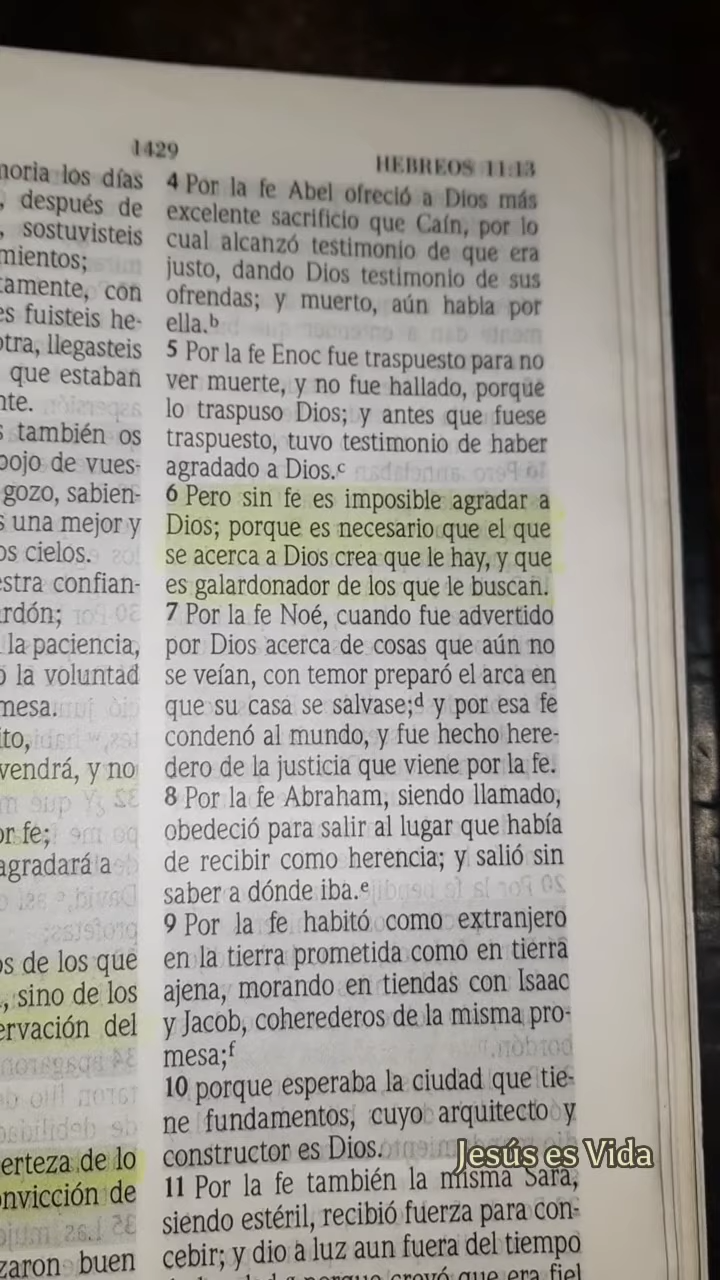 1429
HEBREOS 11:13
los días
después de
sostuvisteis
con
fuisteis he-
llegasteis
que estaban
también os
de vues-
gozo, sabien-
una mejor y
cielos.
confian-
la paciencia,
la voluntad
vendrá, y no
fe;
agradará a
de los que
sino de los
del
de lo
de
buen
4 Por la fe Abel ofreció a Dios más
excelente sacrificio que Caín, por lo
cual alcanzó testimonio de que era
justo, dando Dios testimonio de sus
ofrendas; y muerto, aún habla por
ella.b
5 Por la fe Enoc fue traspuesto para no
ver muerte, y no fue hallado, porque
lo traspuso Dios; y antes que fuese
traspuesto, tuvo testimonio de haber
agradado a Dios.c
6 Pero sin fe es imposible agradar a
Dios; porque es necesario que el que
se acerca a Dios crea que le hay, y que
es galardonador de los que le buscan.
7 Por la fe Noé, cuando fue advertido
por Dios acerca de cosas que aún no
se veían, con temor preparó el arca en
que su casa se salvase;d y por esa fe
condenó al mundo, y fue hecho here-
dero de la justicia que viene por la fe.
8 Por la fe Abraham, siendo llamado,
obedeció para salir al lugar que había
de recibir como herencia; y salió sin
saber a dónde iba.e
9 Por la fe habitó como extranjero
en la tierra prometida como en tierra
ajena, morando en tiendas con Isaac
y Jacob, coherederos de la misma pro-
mesa;f
10 porque esperaba la ciudad que tie-
ne fundamentos, cuyo arquitecto y
constructor es Dios.
11 Por la fe también la misma Sara,
siendo estéril, recibió fuerza para con-
cebir; y dio a luz aun fuera del tiempo
porque creyó que era fiel
Jesús es Vida